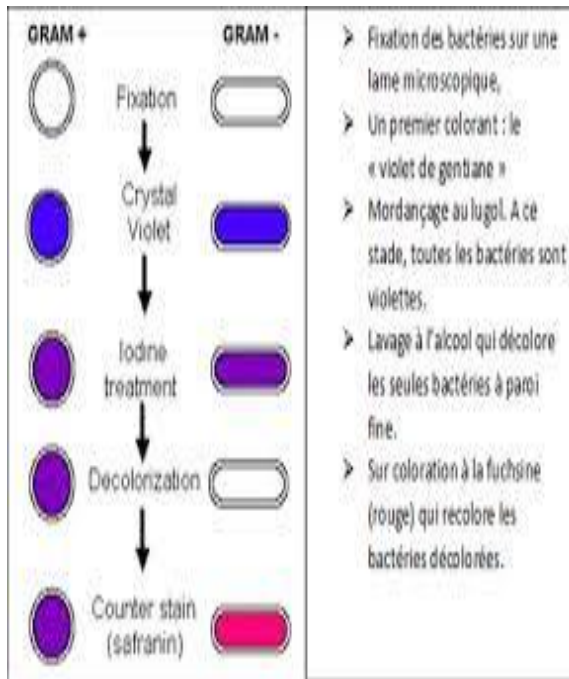 GRAM +
GRAM -
Fixation
Crystal
Violet
Iodine
treatment
Decolorization
Counter stain
(safranin)
➢ Fixation des bactéries sur une
lame microscopique,
➢ Un premier colorant : le
« violet de gentiane »
➢ Mordançage au lugol. A ce
stade, toutes les bactéries sont
violettes.
➢ Lavage à l'alcool qui décolore
les seules bactéries à paroi
fine.
➢ Sur coloration à la fuchsine
(rouge) qui recolore les
bactéries décolorées.